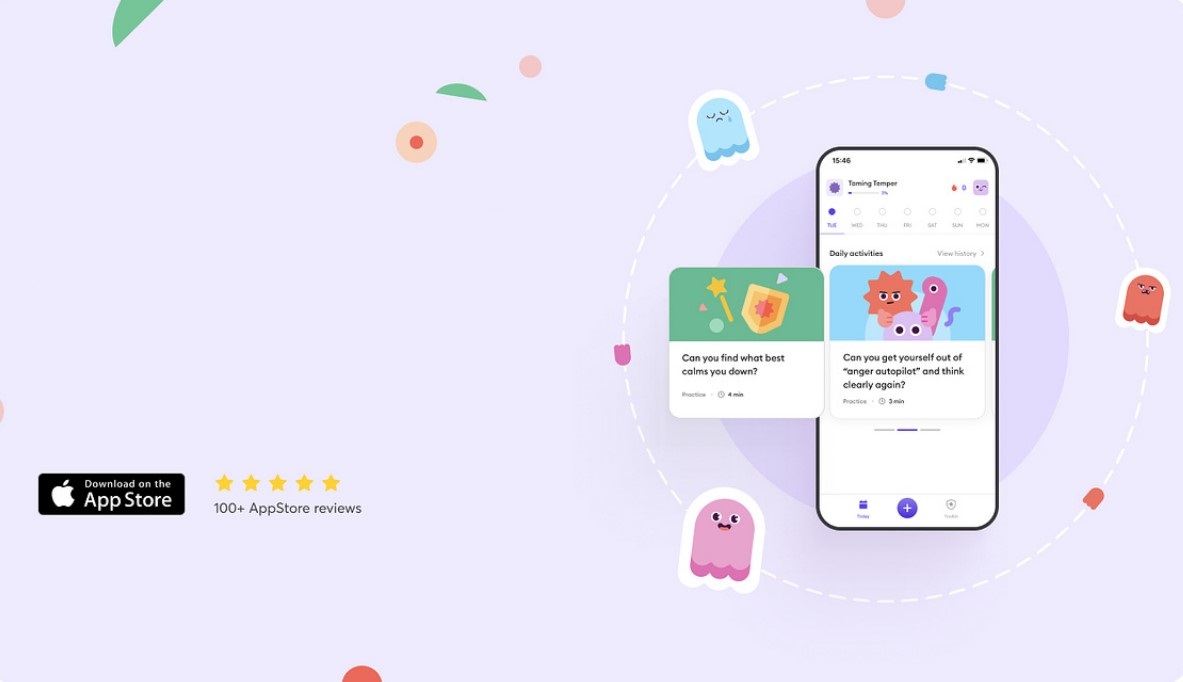 15:46
Taming Temper
2%
0
TUE WED THU FRI SAT SUN MON
Daily activities
View history
Can you find what best
calms you down?
Practice · 4 min
Can you get yourself out of
“anger autopilot” and think
clearly again?
Practice · 3 min
Today
Toolkit
Download on the
App Store
100+ AppStore reviews